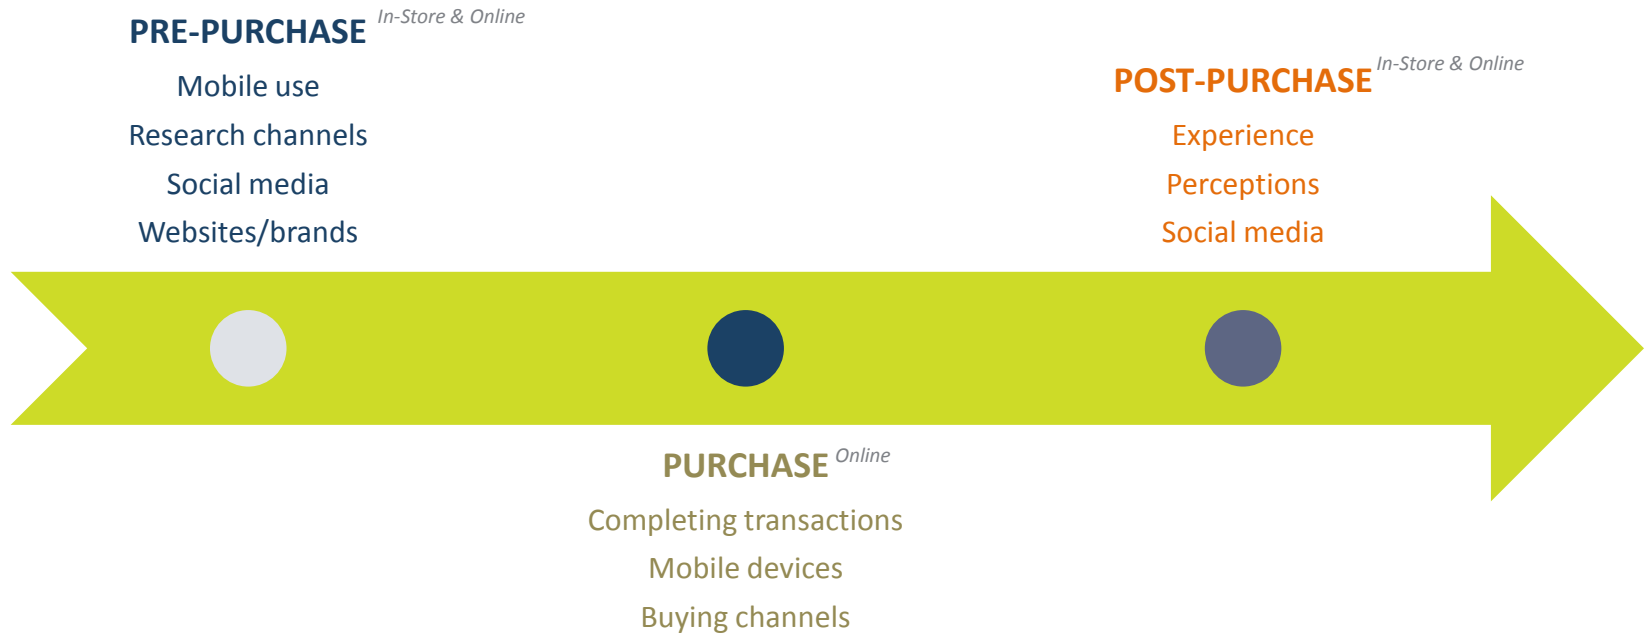 PRE-PURCHASE In-Store & Online
Mobile use
Research channels
Social media
Websites/brands
POST-PURCHASE In-Store & Online
Experience
Perceptions
Social media
PURCHASE Online
Completing transactions
Mobile devices
Buying channels